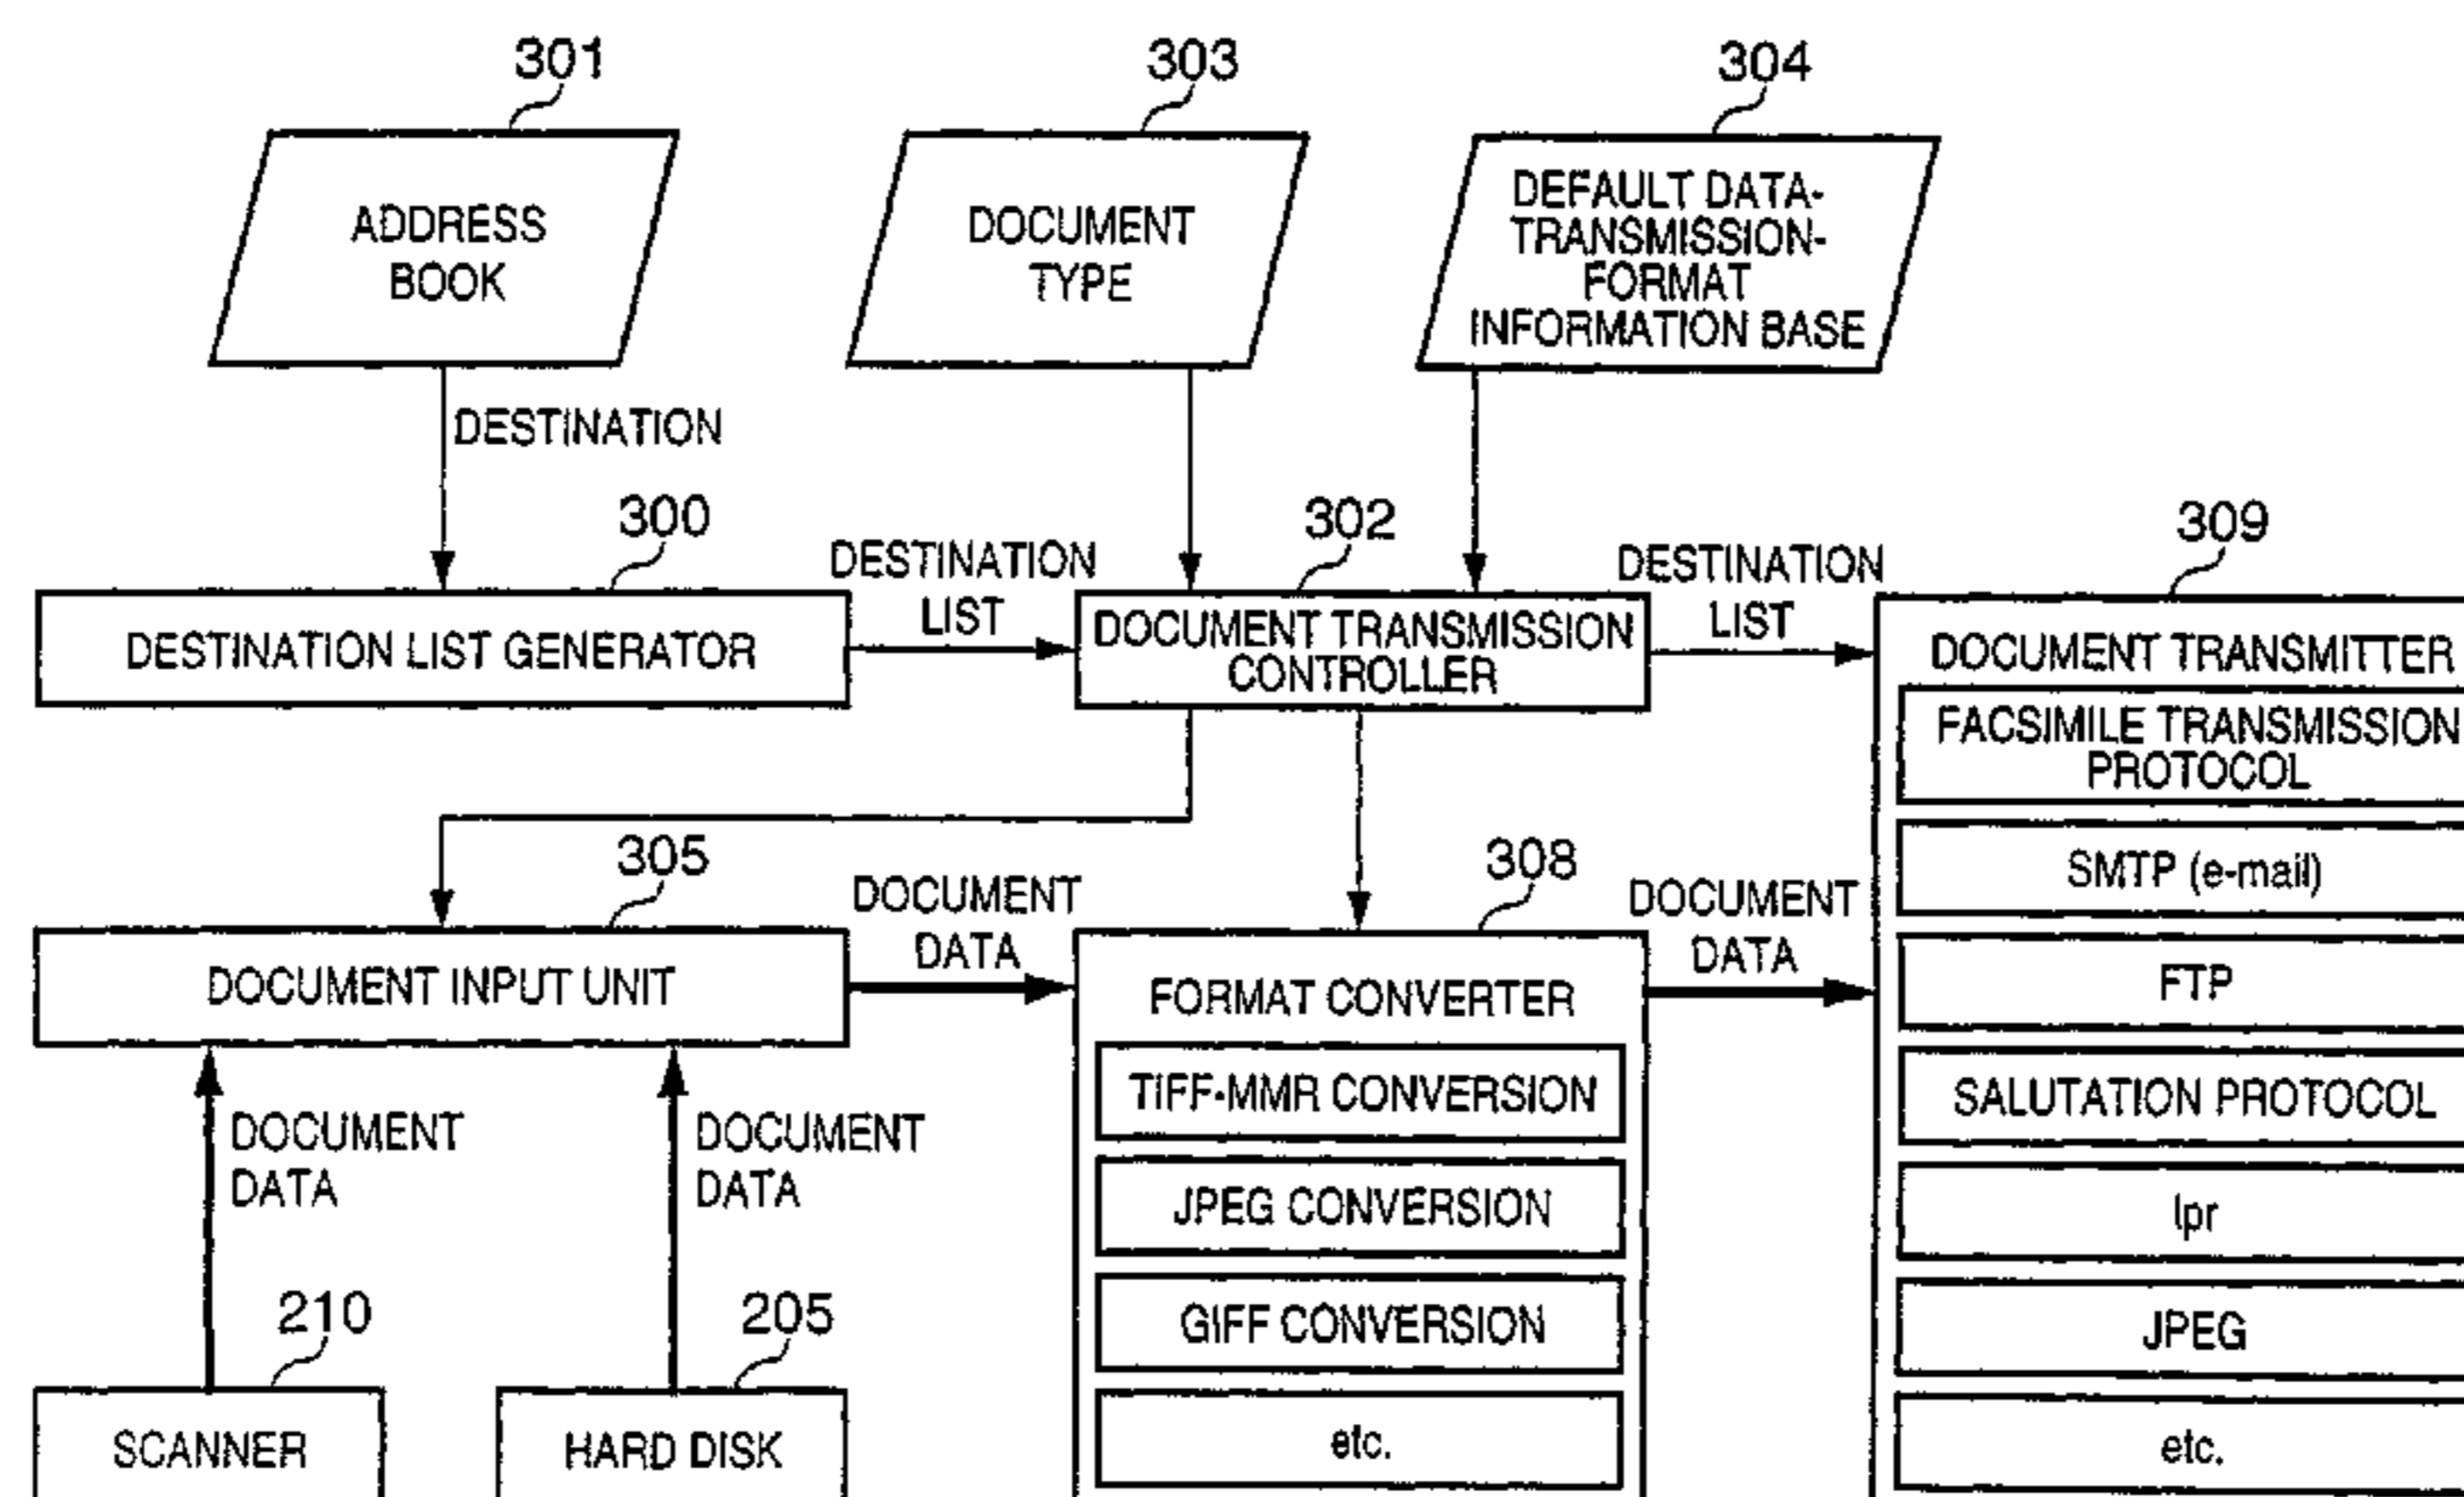 301
303
304
ADDRESS
BOOK
DOCUMENT
TYPE
DEFAULT DATA-
TRANSMISSION-
FORMAT
INFORMATION BASE
DESTINATION
300
DESTINATION
LIST
302
DESTINATION
LIST
309
DESTINATION LIST GENERATOR
DOCUMENT TRANSMISSION
CONTROLLER
DOCUMENT TRANSMITTER
FACSIMILE TRANSMISSION
PROTOCOL
SMTP (e-mail)
FTP
SALUTATION PROTOCOL
lpr
JPEG
etc.
305
DOCUMENT
DATA
308
DOCUMENT
DATA
DOCUMENT INPUT UNIT
FORMAT CONVERTER
TIFF-MMR CONVERSION
JPEG CONVERSION
GIFF CONVERSION
etc.
DOCUMENT
DATA
DOCUMENT
DATA
210
205
SCANNER
HARD DISK